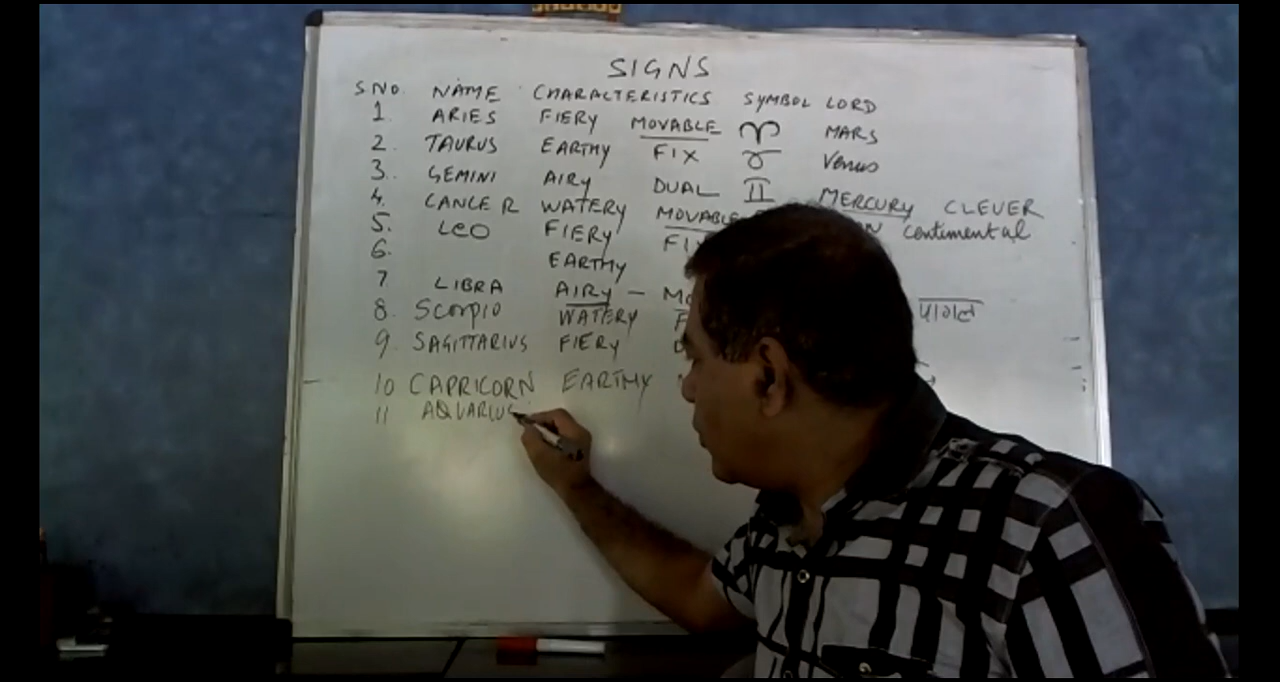 SIGNS
S NO. NAME CHARACTERISTICS SYMBOL LORD
1. ARIES FIERY MOVABLE ♈ MARS
2. TAURUS EARTHY FIX ♉ Venus
3. GEMINI AIRY DUAL II MERCURY CLEVER
4. CANCER WATERY MOVABLE Centimental
5. LEO FIERY
6. EARTHY
7 LIBRA AIRY –
8. Scorpio WATERY
9. SAGITTARIUS FIERY
10 CAPRICORN EARTHY
11 AQUARIUS